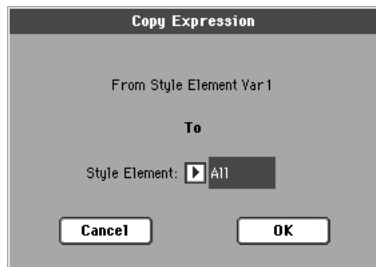 Copy Expression
From Style Element Var1
To
Style Element: All
Cancel OK